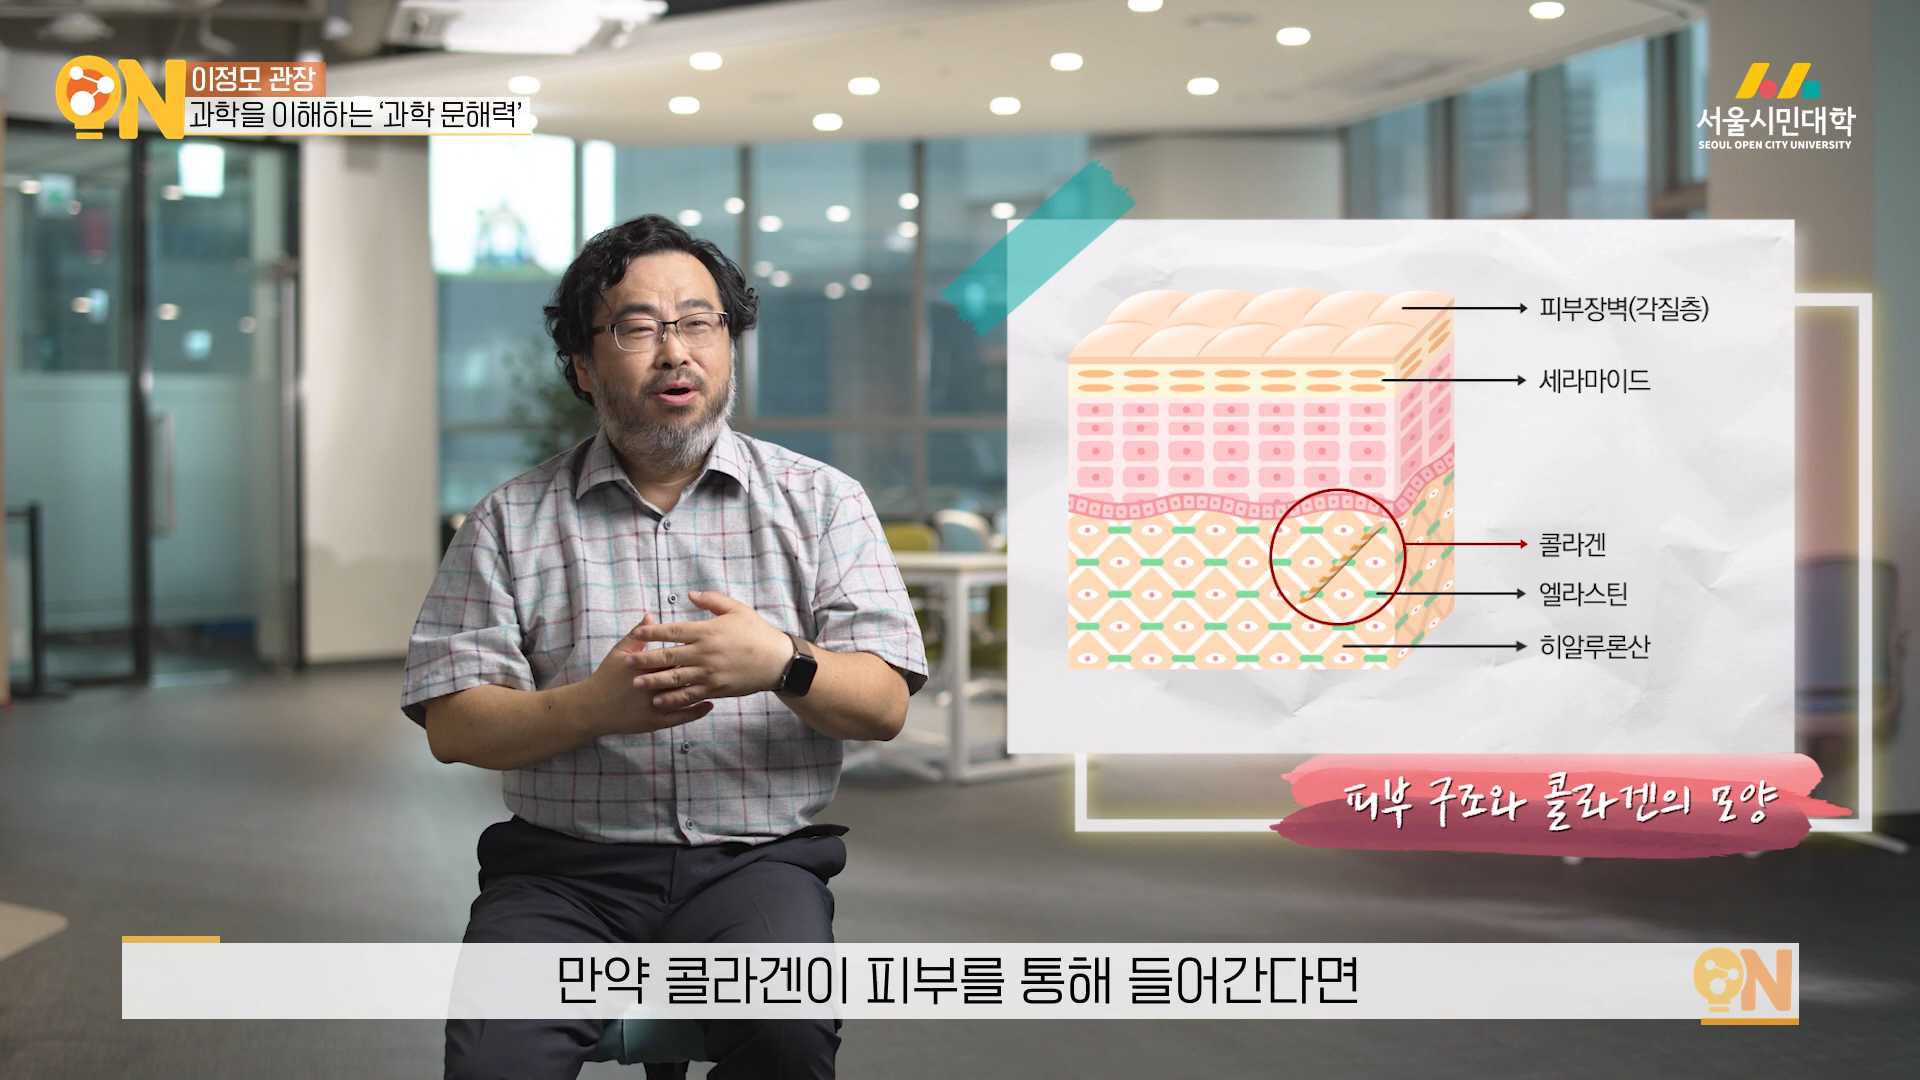 ON
이정모 관장
과학을 이해하는 ‘과학 문해력’
서울시민대학
SEOUL OPEN CITY UNIVERSITY
피부장벽(각질층)
세라마이드
콜라겐
엘라스틴
히알루론산
피부 구조와 콜라겐의 모양
만약 콜라겐이 피부를 통해 들어간다면
ON